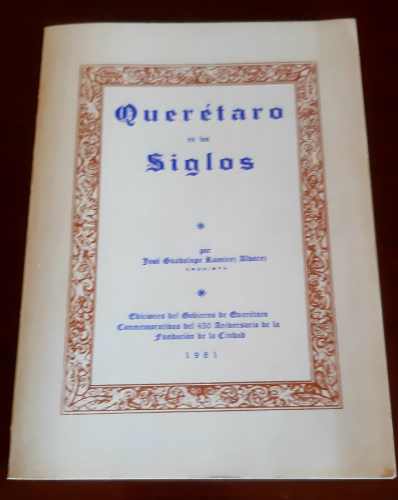 Querétaro
en los
Siglos
por
José Guadalupe Ramírez Alvarez
CRONISTA
Ediciones del Gobierno de Querétaro
Conmemorativas del 450 Aniversario de la
Fundación de la Ciudad
1981